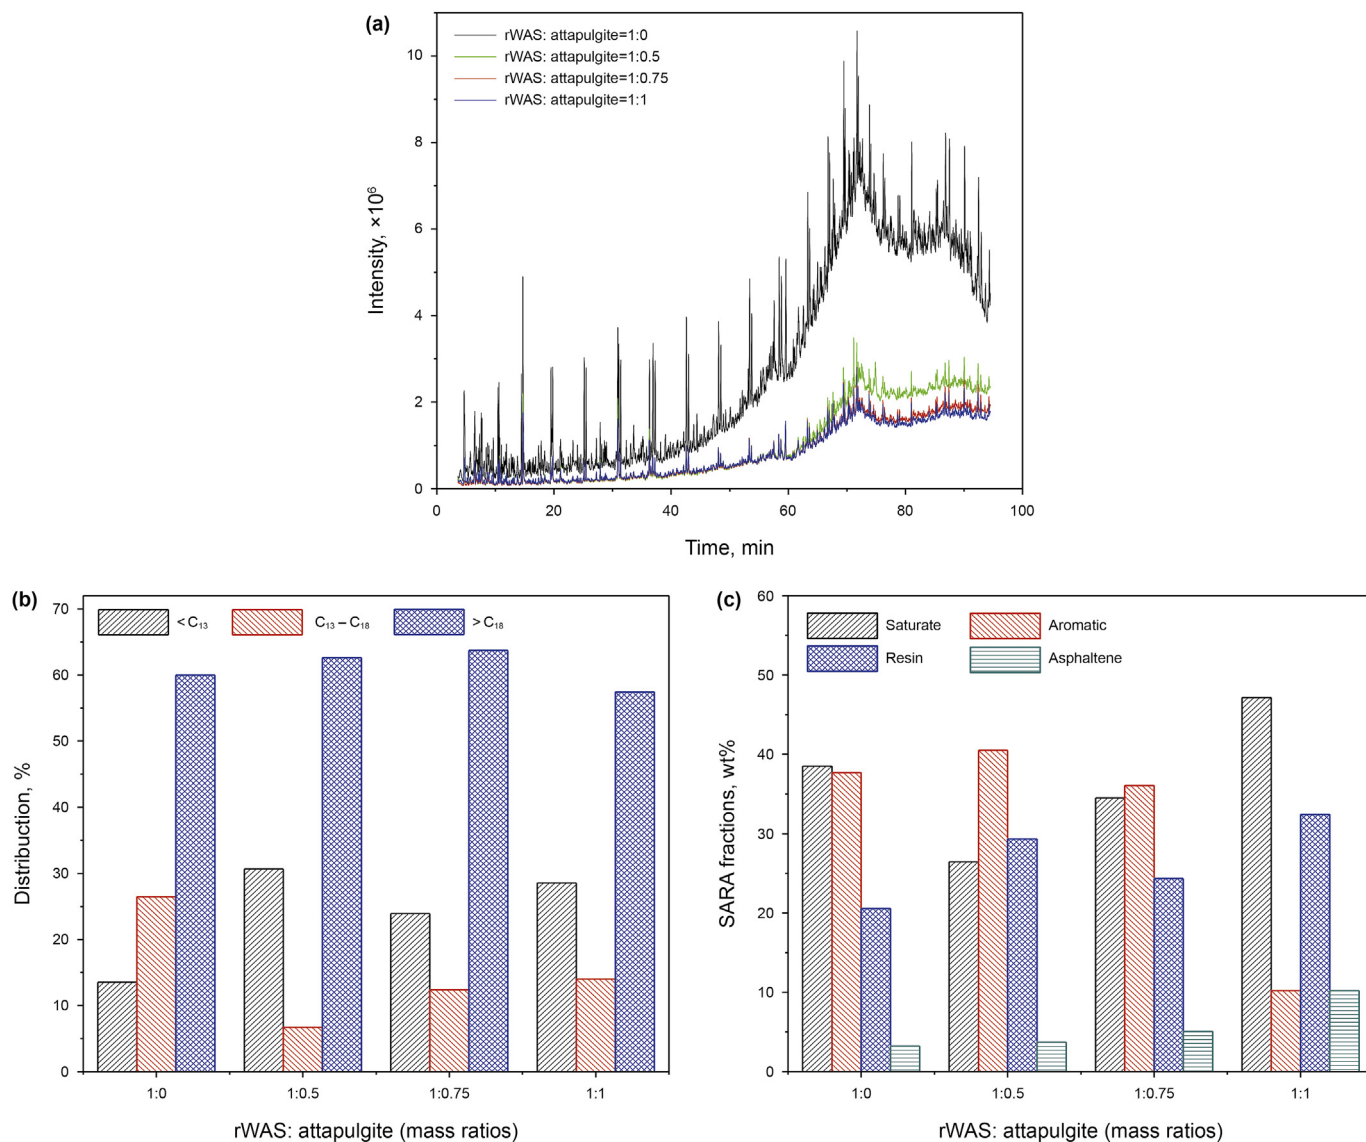 (a)
rWAS: attapulgite=1:0
rWAS: attapulgite=1:0.5
rWAS: attapulgite=1:0.75
rWAS: attapulgite=1:1
Intensity, ×10⁶
10
8
6
4
2
0
0 20 40 60 80 100
Time, min
(b)
< C₁₃ C₁₃ – C₁₈ > C₁₈
Distribuction, %
70
60
50
40
30
20
10
0
1:0 1:0.5 1:0.75 1:1
rWAS: attapulgite (mass ratios)
(c)
Saturate Aromatic
Resin Asphaltene
SARA fractions, wt%
60
50
40
30
20
10
0
1:0 1:0.5 1:0.75 1:1
rWAS: attapulgite (mass ratios)